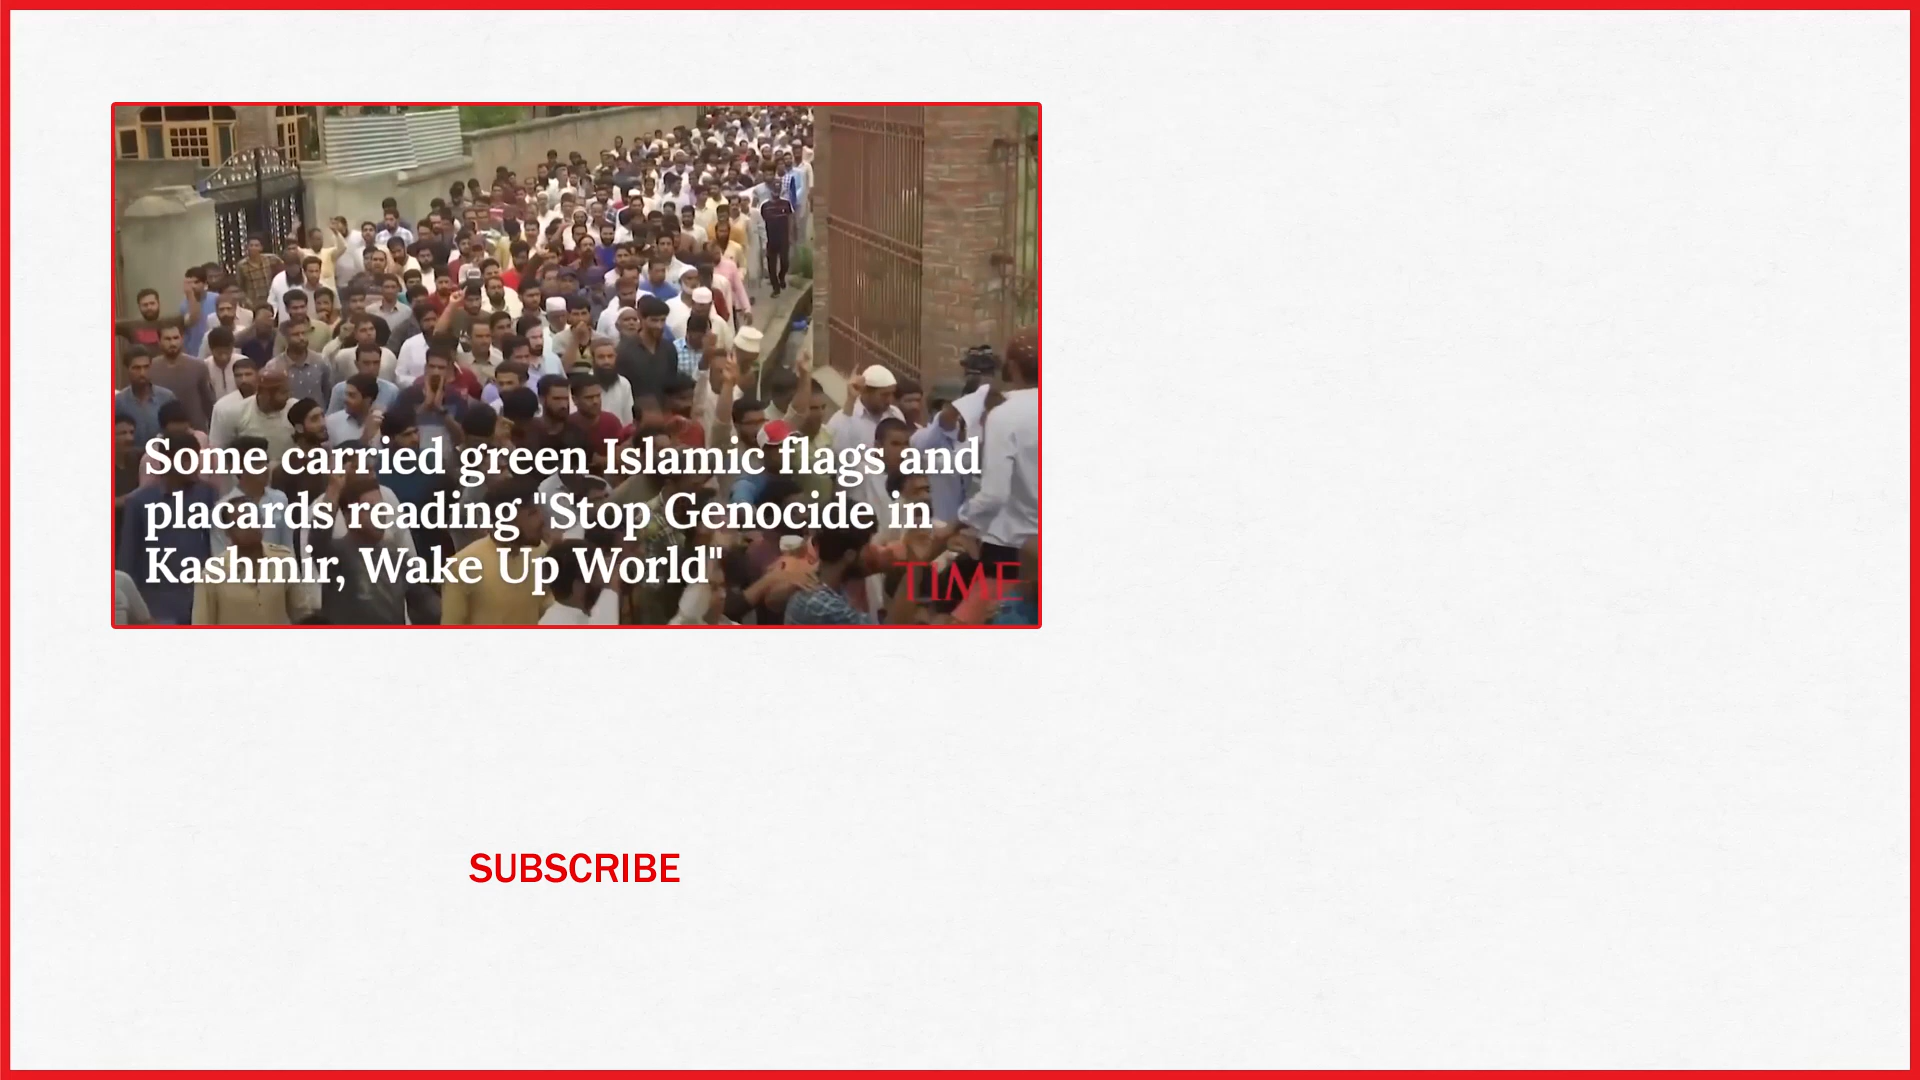 Some carried green Islamic flags and
placards reading "Stop Genocide in
Kashmir, Wake Up World"
TIME
SUBSCRIBE